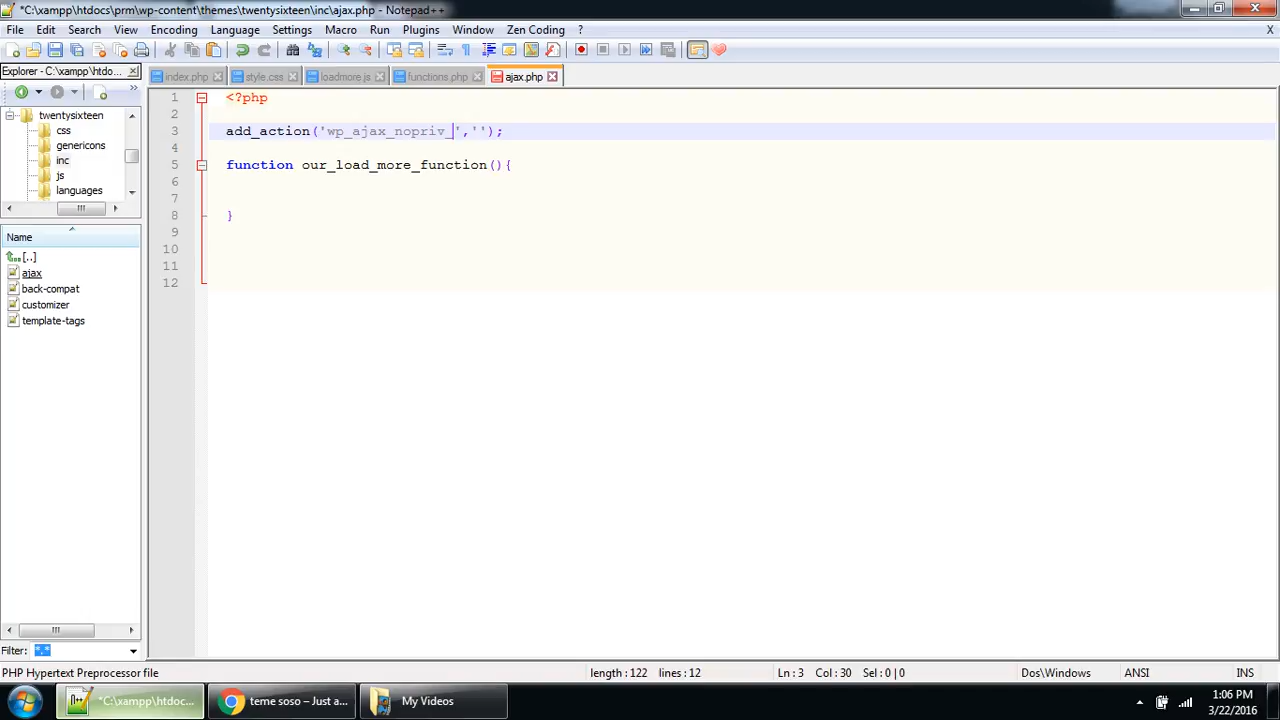 *C:\xampp\htdocs\prm\wp-content\themes\twentysixteen\inc\ajax.php - Notepad++
File Edit Search View Encoding Language Settings Macro Run Plugins Window Zen Coding ? X
Explorer - C:\xampp\htdo...
index.php style.css loadmore.js functions.php ajax.php
twentysixteen
css
genericons
inc
js
languages
Name
[..]
ajax
back-compat
customizer
template-tags
Filter: *.*
1 <?php
2
3 add_action('wp_ajax_nopriv_','');
4
5 function our_load_more_function(){
6
7
8 }
9
10
11
12
PHP Hypertext Preprocessor file length : 122 lines : 12 Ln : 3 Col : 30 Sel : 0 | 0 Dos\Windows ANSI INS
*C:\xampp\htdoc... teme soso – Just a... My Videos
1:06 PM
3/22/2016